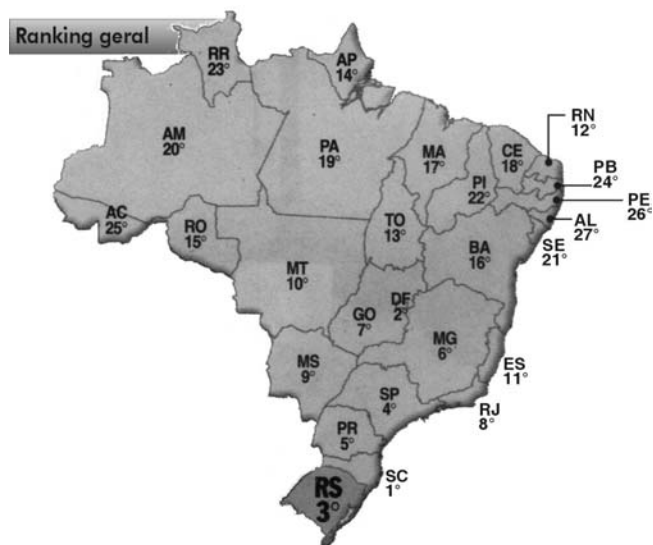 Ranking geral
RR
23°
AP
14°
AM
20°
PA
19°
MA
17°
CE
18°
RN
12°
PB
24°
PE
26°
AL
27°
SE
21°
PI
22°
AC
25°
RO
15°
TO
13°
BA
16°
MT
10°
DF
2°
GO
7°
MG
6°
ES
11°
MS
9°
SP
4°
RJ
8°
PR
5°
SC
1°
RS
3°